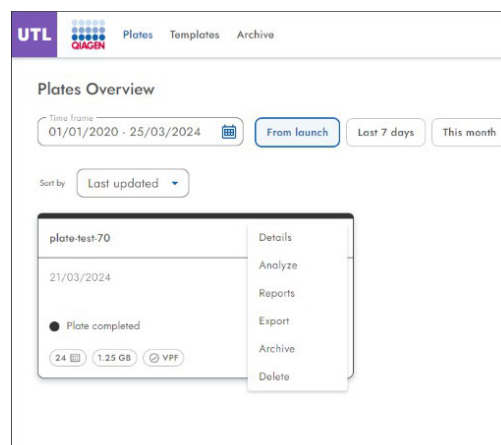 UTL
QIAGEN
Plates Templates Archive
Plates Overview
Time frame
01/01/2020 - 25/03/2024
From launch
Last 7 days
This month
Sort by
Last updated
plate-test-70
21/03/2024
Plate completed
24
1.25 GB
VPF
Details
Analyze
Reports
Export
Archive
Delete